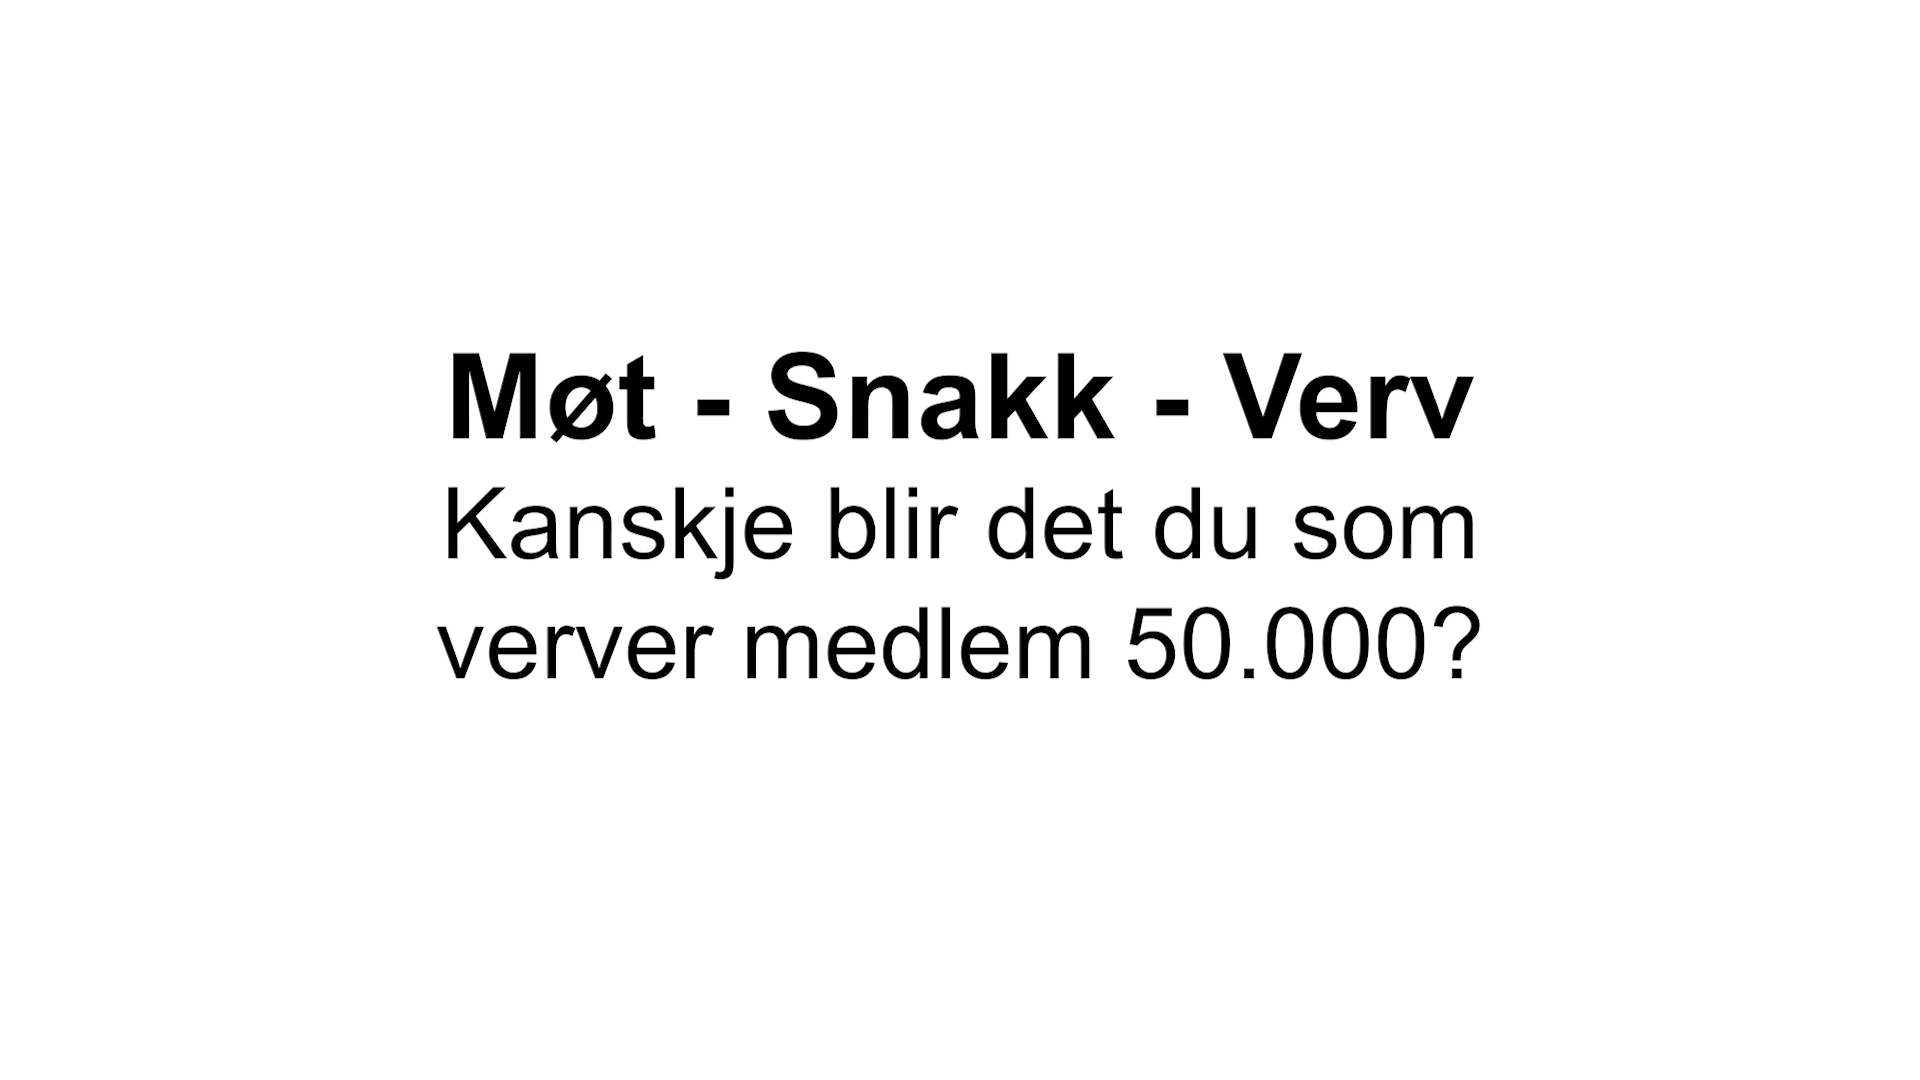 Møt - Snakk - Verv
Kanskje blir det du som
verver medlem 50.000?